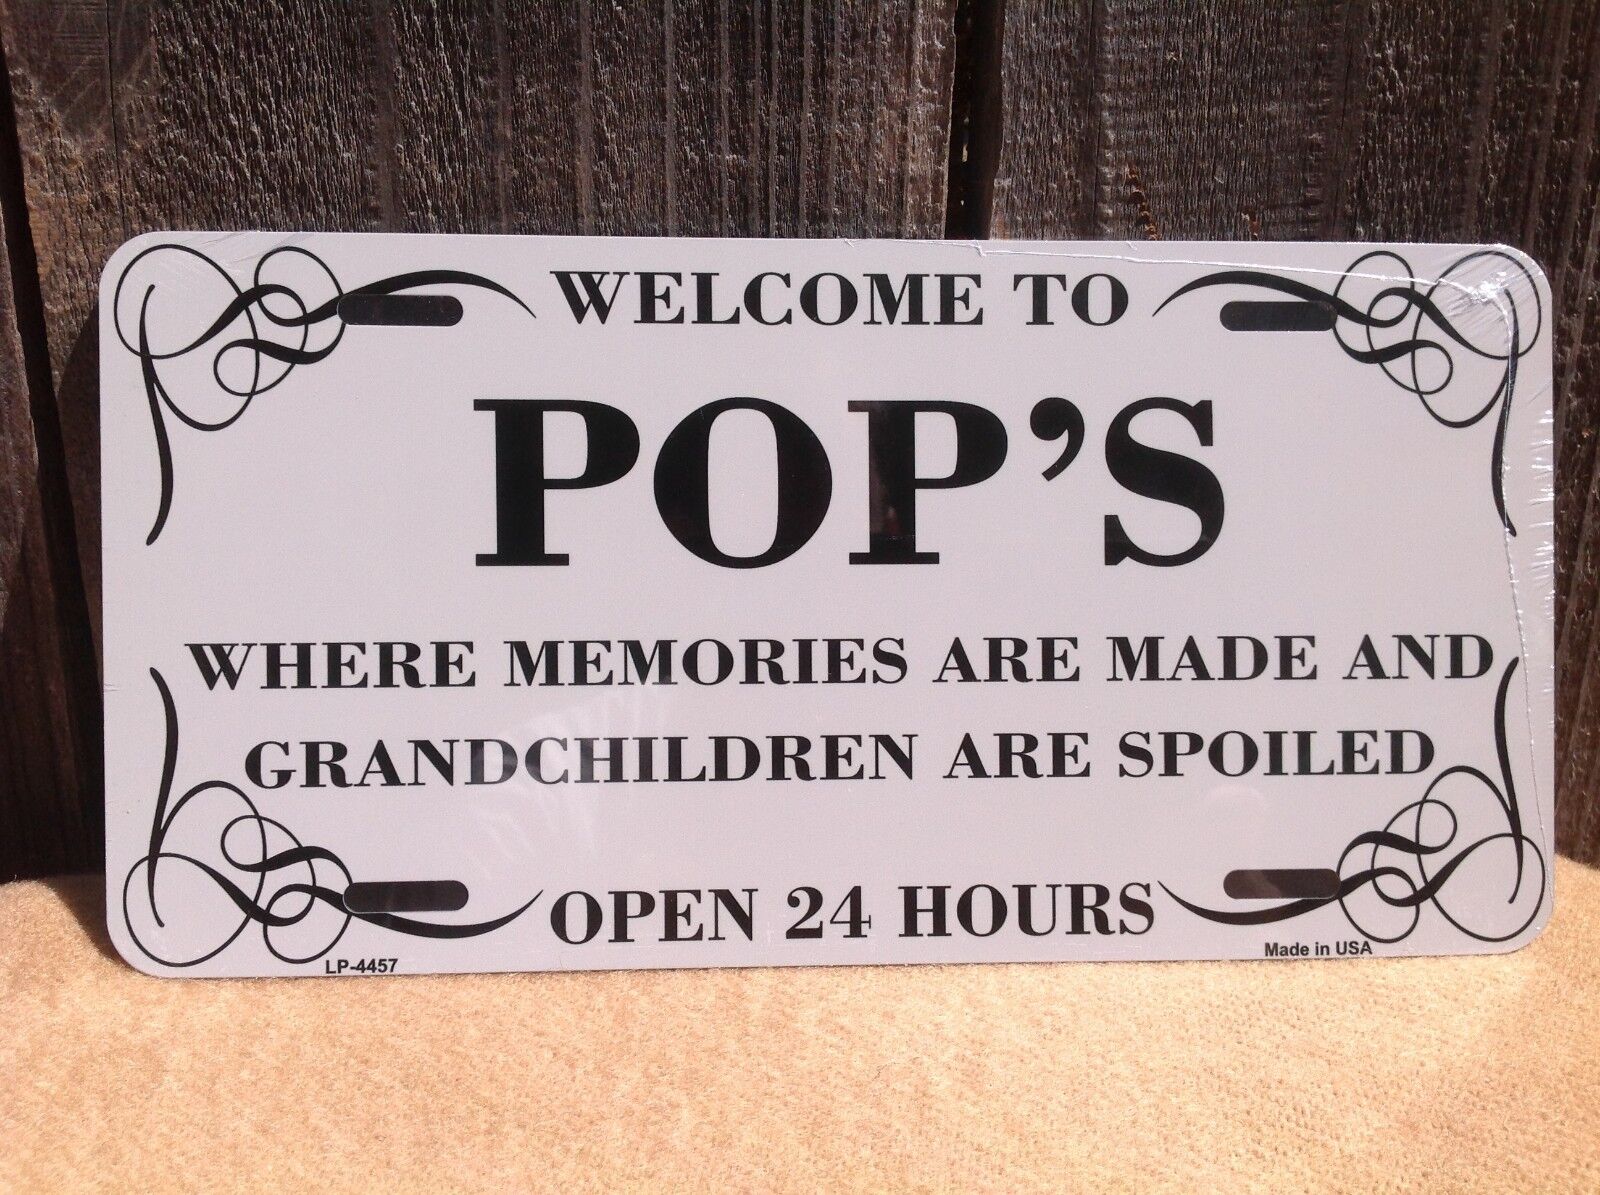 WELCOME TO
POP'S
WHERE MEMORIES ARE MADE AND
GRANDCHILDREN ARE SPOILED
OPEN 24 HOURS
LP-4457
Made in USA